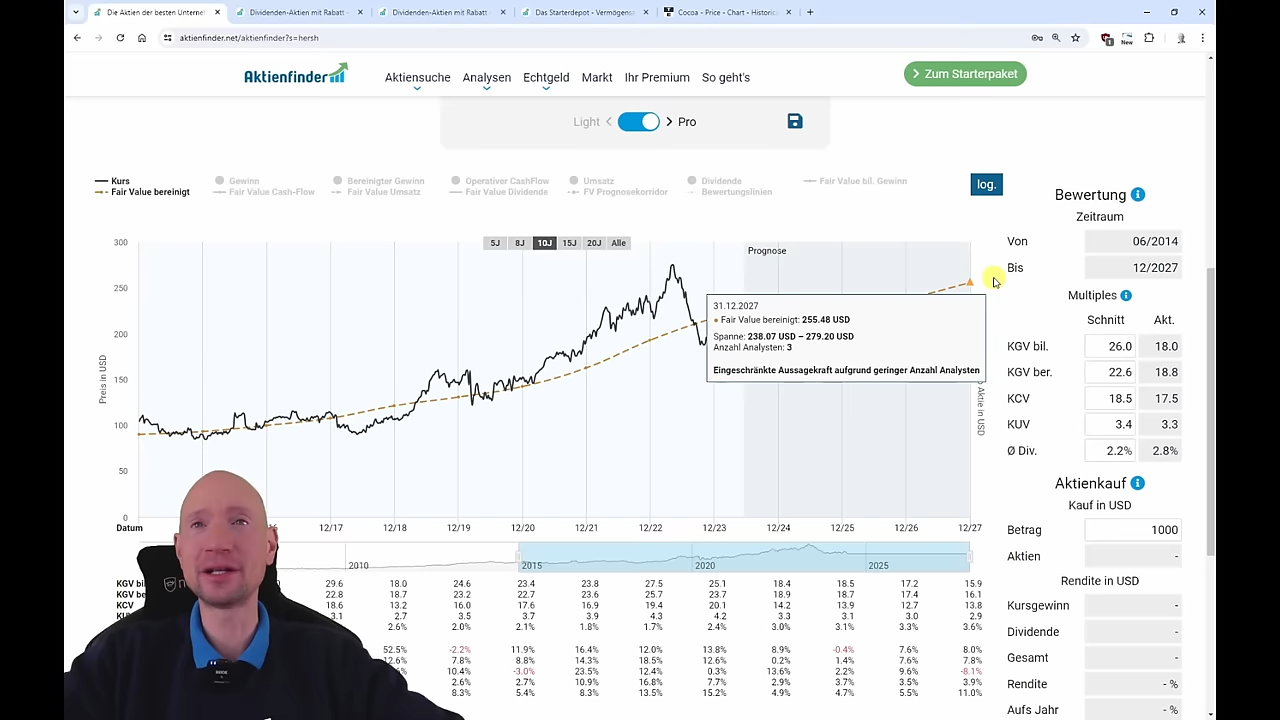 Die Aktien der besten Unterne
Dividenden-Aktien mit Rabatt -
Dividenden-Aktien mit Rabatt
Das Starterdepot - Vermögens
Cocoa - Price - Chart - Historica
aktienfinder.net/aktienfinder?s=hersh
New
Aktienfinder
Aktiensuche Analysen Echtgeld Markt Ihr Premium So geht's
Zum Starterpaket
Light Pro
Kurs Gewinn Bereinigter Gewinn Operativer CashFlow Umsatz Dividende Fair Value bil. Gewinn
Fair Value bereinigt Fair Value Cash-Flow Fair Value Umsatz Fair Value Dividende FV Prognosekorridor Bewertungslinien
log.
5J 8J 10J 15J 20J Alle
Prognose
300
250
200
150
100
50
0
Preis in USD
Aktie in USD
31.12.2027
Fair Value bereinigt: 255.48 USD
Spanne: 238.07 USD – 279.20 USD
Anzahl Analysten: 3
Eingeschränkte Aussagekraft aufgrund geringer Anzahl Analysten
Datum 12/17 12/18 12/19 12/20 12/21 12/22 12/23 12/24 12/25 12/26 12/27
2010 2015 2020 2025
KGV bi 29.6 18.0 24.6 23.4 23.8 27.5 25.1 18.4 18.5 17.2 15.9
KGV be 22.8 18.7 23.2 22.7 23.6 25.7 23.7 18.9 18.7 17.4 16.1
KCV 18.6 13.2 16.0 17.6 16.9 19.4 20.1 14.2 13.9 12.7 13.8
3.1 2.7 3.5 3.7 3.9 4.3 4.2 3.3 3.1 3.0 2.9
2.6% 2.0% 2.1% 1.8% 1.7% 2.4% 3.0% 3.1% 3.3% 3.6%
52.5% -2.2% 11.9% 16.4% 12.0% 13.8% 8.9% -0.4% 7.6% 8.0%
12.6% 7.8% 8.8% 14.3% 18.5% 12.6% 0.2% 1.4% 7.6% 7.8%
10.4% -3.0% 23.5% 12.4% 0.3% 13.6% 2.2% 9.6% -8.1%
2.6% 2.7% 10.9% 16.8% 7.7% 2.9% 3.5% 3.9%
8.3% 5.4% 8.3% 13.5% 15.2% 4.9% 4.7% 5.5% 11.0%
Bewertung
Zeitraum
Von 06/2014
Bis 12/2027
Multiples
Schnitt Akt.
KGV bil. 26.0 18.0
KGV ber. 22.6 18.8
KCV 18.5 17.5
KUV 3.4 3.3
Ø Div. 2.2% 2.8%
Aktienkauf
Kauf in USD
Betrag 1000
Aktien -
Rendite in USD
Kursgewinn -
Dividende -
Gesamt -
Rendite - %
Aufs Jahr - %